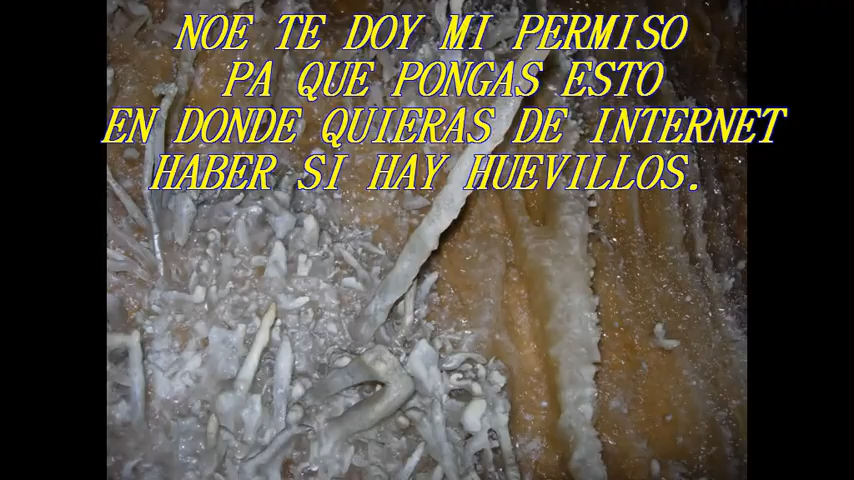 NOE TE DOY MI PERMISO
PA QUE PONGAS ESTO
EN DONDE QUIERAS DE INTERNET
HABER SI HAY HUEVILLOS.